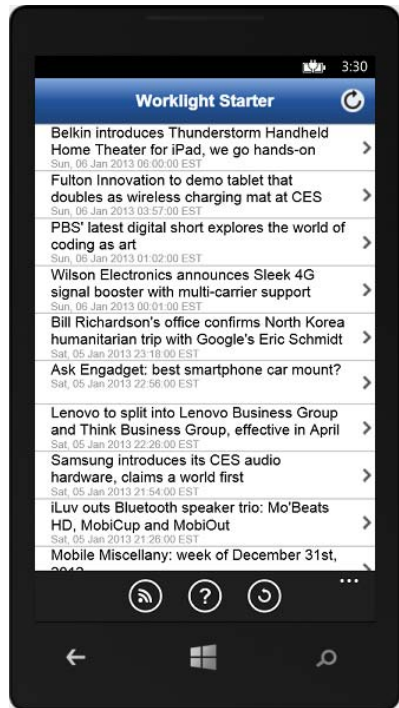 3:30
Worklight Starter
Belkin introduces Thunderstorm Handheld
Home Theater for iPad, we go hands-on
Sun, 06 Jan 2013 06:00:00 EST
Fulton Innovation to demo tablet that
doubles as wireless charging mat at CES
Sun, 06 Jan 2013 03:57:00 EST
PBS' latest digital short explores the world of
coding as art
Sun, 06 Jan 2013 01:02:00 EST
Wilson Electronics announces Sleek 4G
signal booster with multi-carrier support
Sun, 06 Jan 2013 00:01:00 EST
Bill Richardson's office confirms North Korea
humanitarian trip with Google's Eric Schmidt
Sat, 05 Jan 2013 23:18:00 EST
Ask Engadget: best smartphone car mount?
Sat, 05 Jan 2013 22:56:00 EST
Lenovo to split into Lenovo Business Group
and Think Business Group, effective in April
Sat, 05 Jan 2013 22:26:00 EST
Samsung introduces its CES audio
hardware, claims a world first
Sat, 05 Jan 2013 21:54:00 EST
iLuv outs Bluetooth speaker trio: Mo'Beats
HD, MobiCup and MobiOut
Sat, 05 Jan 2013 21:26:00 EST
Mobile Miscellany: week of December 31st,
2012
?
...